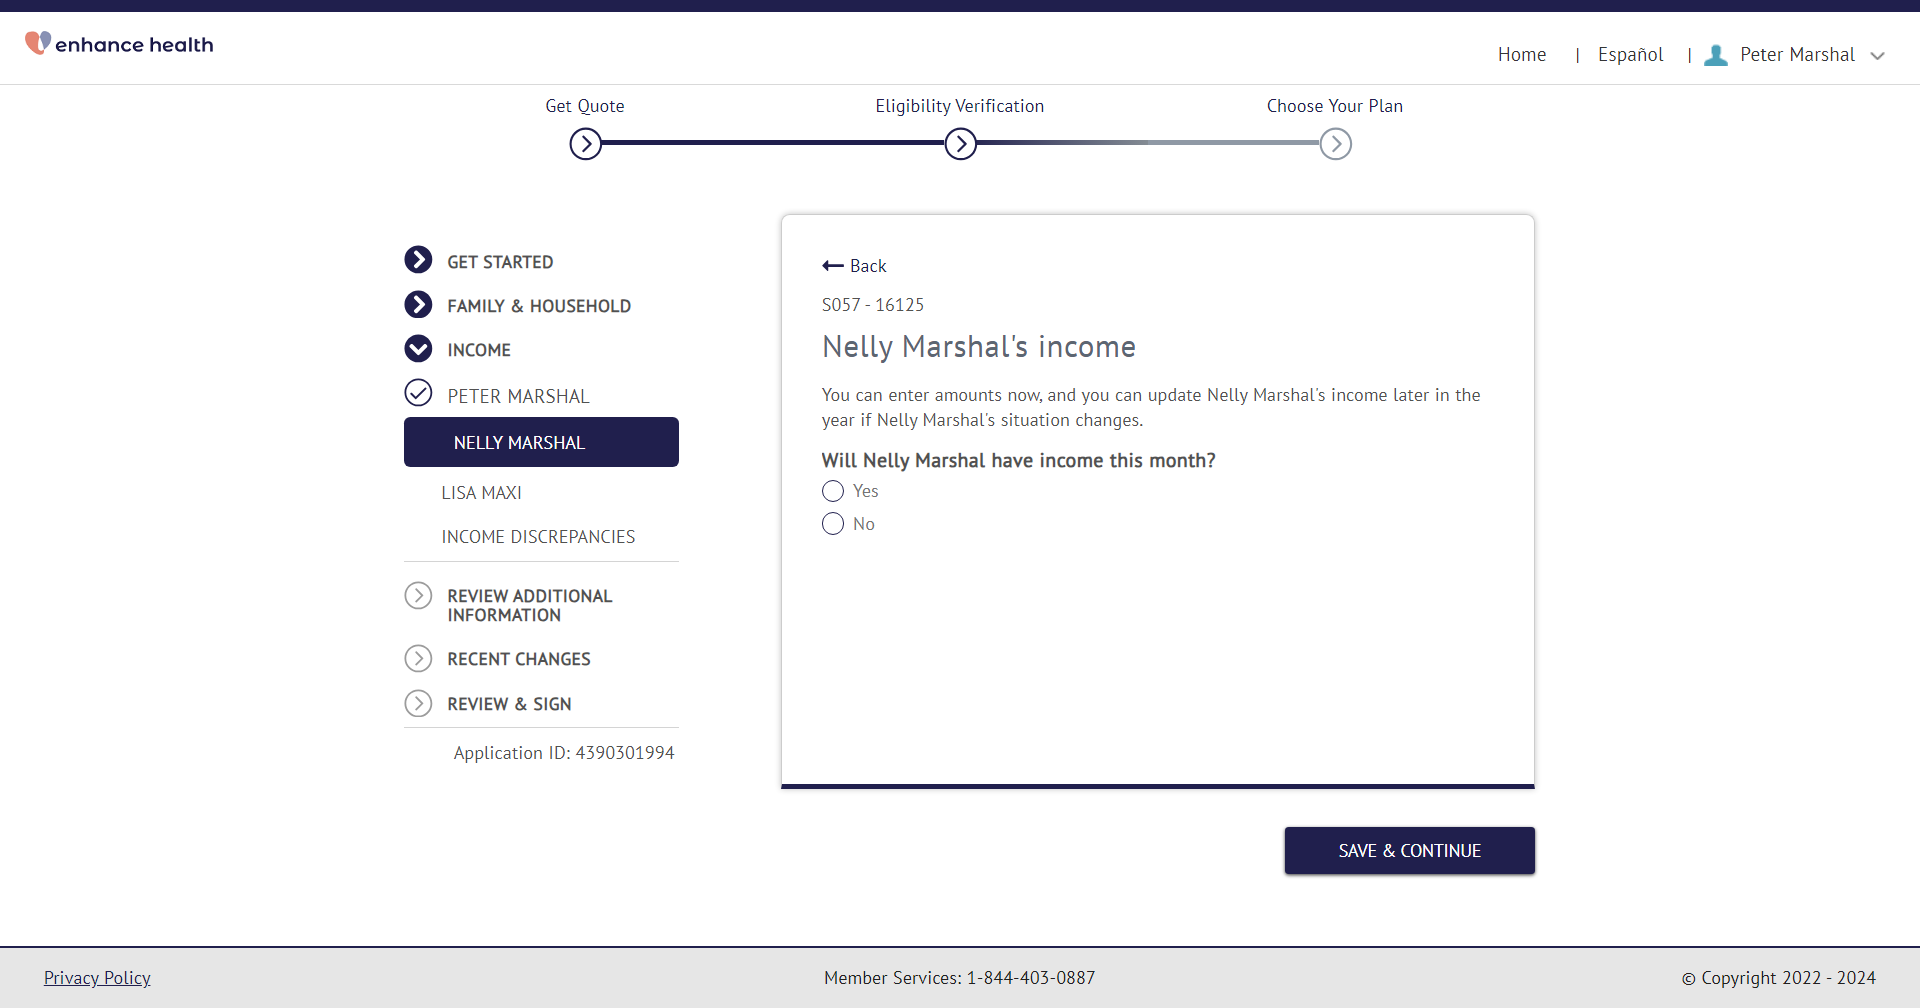 enhance health
Home | Español | Peter Marshal
Get Quote
Eligibility Verification
Choose Your Plan
GET STARTED
FAMILY & HOUSEHOLD
INCOME
PETER MARSHAL
NELLY MARSHAL
LISA MAXI
INCOME DISCREPANCIES
REVIEW ADDITIONAL
INFORMATION
RECENT CHANGES
REVIEW & SIGN
Application ID: 4390301994
Back
S057 - 16125
Nelly Marshal's income
You can enter amounts now, and you can update Nelly Marshal's income later in the
year if Nelly Marshal's situation changes.
Will Nelly Marshal have income this month?
Yes
No
SAVE & CONTINUE
Privacy Policy
Member Services: 1-844-403-0887
© Copyright 2022 - 2024